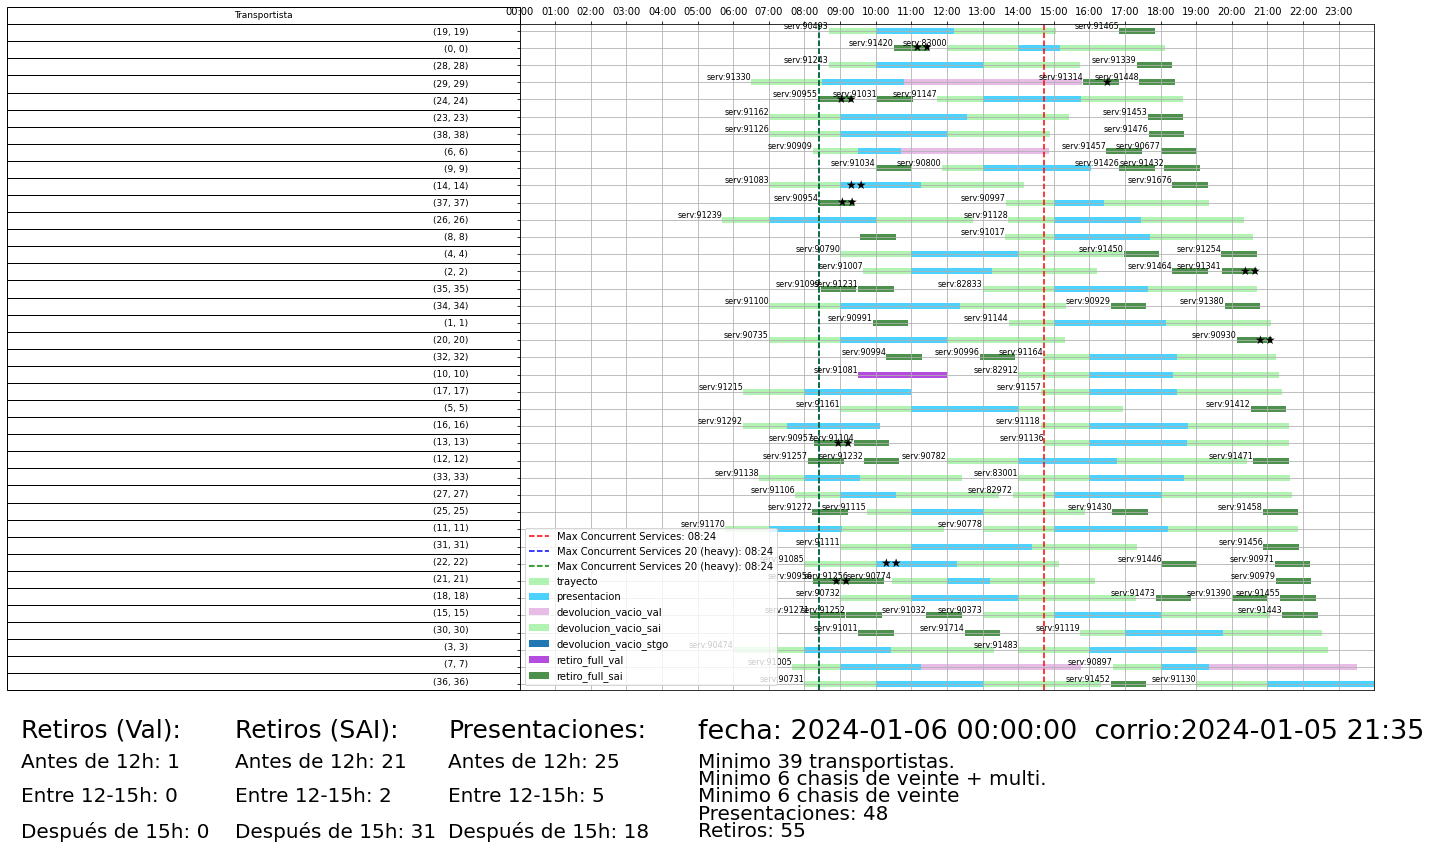 Transportista 00:00 01:00 02:00 03:00 04:00 05:00 06:00 07:00 08:00 09:00 10:00 11:00 12:00 13:00 14:00 15:00 16:00 17:00 18:00 19:00 20:00 21:00 22:00 23:00
(19, 19) serv:90493 serv:91465
(0, 0) serv:91420 serv:83000
(28, 28) serv:91243 serv:91339
(29, 29) serv:91330 serv:91314 serv:91448
(24, 24) serv:90955 serv:91031 serv:91147
(23, 23) serv:91162 serv:91453
(38, 38) serv:91126 serv:91476
(6, 6) serv:90909 serv:91457 serv:90677
(9, 9) serv:91034 serv:90800 serv:91426 serv:91432
(14, 14) serv:91083 serv:91676
(37, 37) serv:90954 serv:90997
(26, 26) serv:91239 serv:91128
(8, 8) serv:91017
(4, 4) serv:90790 serv:91450 serv:91254
(2, 2) serv:91007 serv:91464 serv:91341
(35, 35) serv:91231 serv:82833
(34, 34) serv:91100 serv:90929 serv:91380
(1, 1) serv:90991 serv:91144
(20, 20) serv:90735 serv:90930
(32, 32) serv:90994 serv:90996 serv:91164
(10, 10) serv:91081 serv:82912
(17, 17) serv:91215 serv:91157
(5, 5) serv:91161 serv:91412
(16, 16) serv:91292 serv:91118
(13, 13) serv:90957 serv:91104 serv:91136
(12, 12) serv:91257 serv:91232 serv:90782 serv:91471
(33, 33) serv:91138 serv:83001
(27, 27) serv:91106 serv:82972
(25, 25) serv:91272 serv:91115 serv:91430 serv:91458
(11, 11) serv:91170 serv:90778
(31, 31) serv:91111 serv:91456
(22, 22) serv:91446 serv:90971
(21, 21) serv:90956 serv:91256 serv:90774 serv:90979
(18, 18) serv:90732 serv:91473 serv:91390 serv:91455
(15, 15) serv:91252 serv:91032 serv:90373 serv:91443
(30, 30) serv:91011 serv:91714 serv:91119
(3, 3) serv:90474 serv:91483
(7, 7) serv:90897
(36, 36) serv:90731 serv:91452 serv:91130
Max Concurrent Services: 08:24
Max Concurrent Services 20 (heavy): 08:24
Max Concurrent Services 20 (heavy): 08:24
trayecto
presentacion
devolucion_vacio_val
devolucion_vacio_sai
devolucion_vacio_stgo
retiro_full_val
retiro_full_sai
Retiros (Val):
Antes de 12h: 1
Entre 12-15h: 0
Después de 15h: 0
Retiros (SAI):
Antes de 12h: 21
Entre 12-15h: 2
Después de 15h: 31
Presentaciones:
Antes de 12h: 25
Entre 12-15h: 5
Después de 15h: 18
fecha: 2024-01-06 00:00:00 corrio:2024-01-05 21:35
Minimo 39 transportistas.
Minimo 6 chasis de veinte + multi.
Minimo 6 chasis de veinte
Presentaciones: 48
Retiros: 55